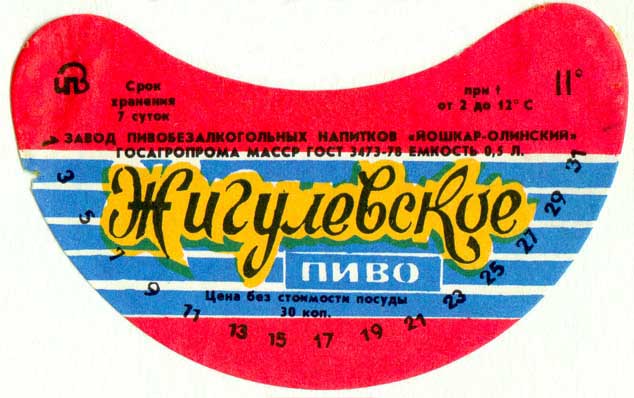 Срок
хранения
7 суток
при t
от 2 до 12° С
11°
ЗАВОД ПИВОБЕЗАЛКОГОЛЬНЫХ НАПИТКОВ «ЙОШКАР-ОЛИНСКИЙ»
ГОСАГРОПРОМА МАССР ГОСТ 3473-78 ЕМКОСТЬ 0,5 Л.
Жигулевское
ПИВО
Цена без стоимости посуды
30 коп.
3 5 7 9 11 13 15 17 19 21 23 25 27 29 31